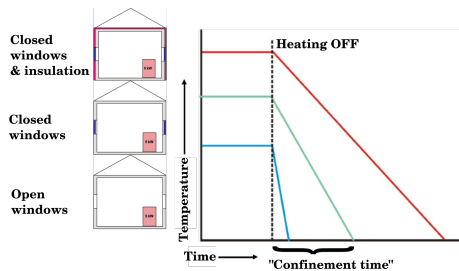 Closed
windows
& insulation
Closed
windows
Open
windows
Heating OFF
Temperature
Time
"Confinement time"